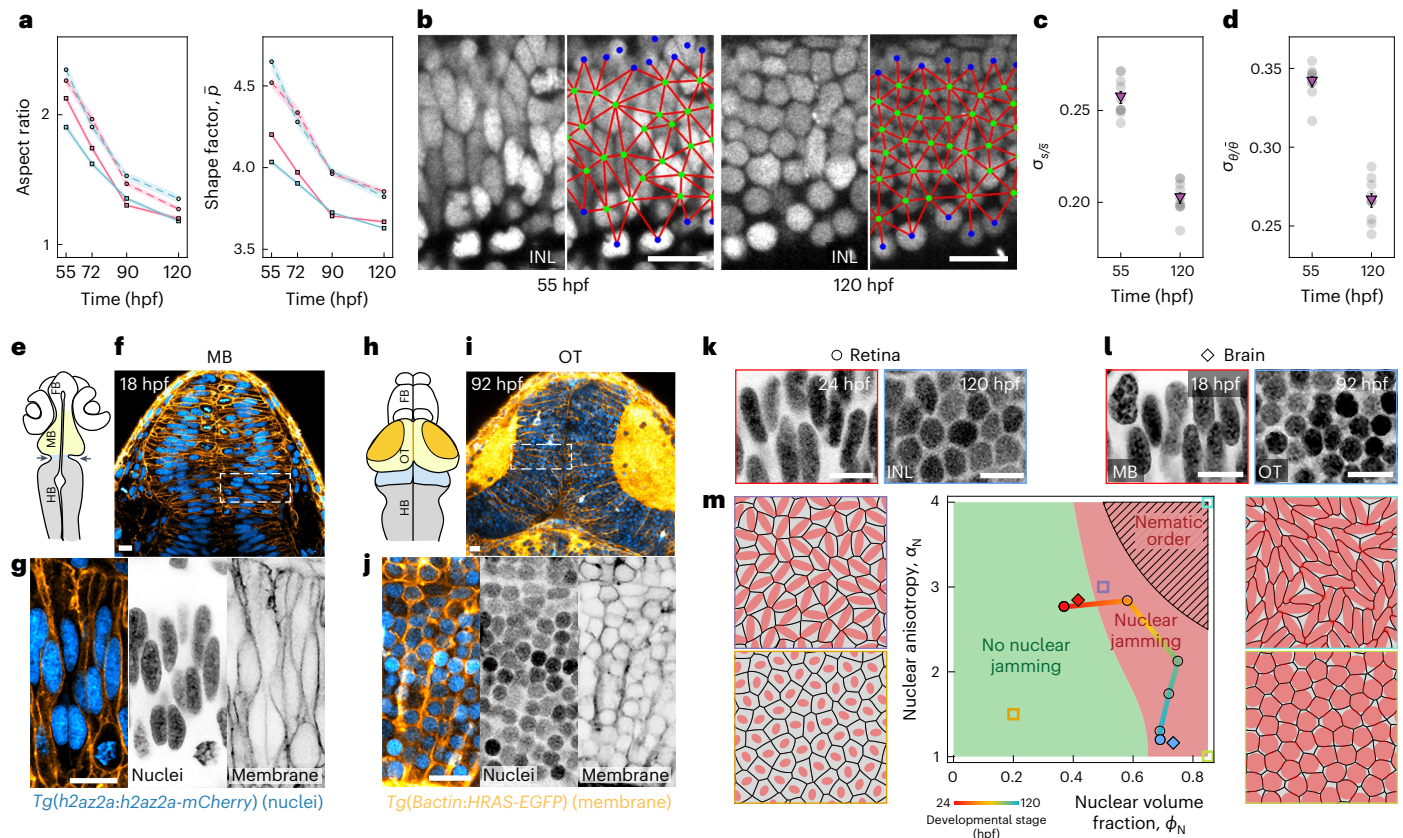 a
Aspect ratio
2
1
55 72 90 120
Time (hpf)
Shape factor, p̄
4.5
4.0
3.5
55 72 90 120
Time (hpf)
b
INL
INL
55 hpf
120 hpf
c
σs/s̄
0.25
0.20
55 120
Time (hpf)
d
σθ/θ̄
0.35
0.30
0.25
55 120
Time (hpf)
e
FB
MB
HB
f
MB
18 hpf
g
Nuclei
Membrane
Tg(h2az2a:h2az2a-mCherry) (nuclei)
h
FB
OT
HB
i
OT
92 hpf
j
Nuclei
Membrane
Tg(Bactin:HRAS-EGFP) (membrane)
k
Retina
24 hpf
120 hpf
INL
l
Brain
18 hpf
92 hpf
MB
OT
m
Nuclear anisotropy, αN
4
3
2
1
Nematic
order
Nuclear
jamming
No nuclear
jamming
0 0.2 0.4 0.6 0.8
24 120
Developmental stage
(hpf)
Nuclear volume
fraction, ϕN